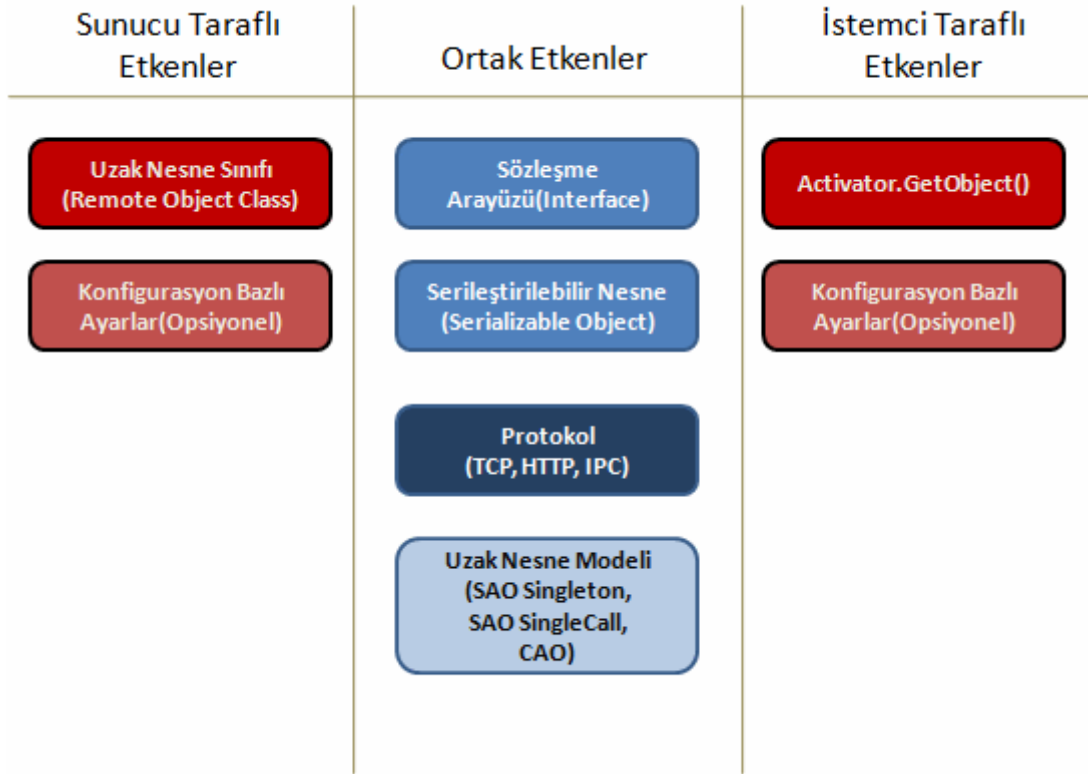 Sunucu Taraflı
Etkenler
Ortak Etkenler
İstemci Taraflı
Etkenler
Uzak Nesne Sınıfı
(Remote Object Class)
Konfigurasyon Bazlı
Ayarlar(Opsiyonel)
Sözleşme
Arayüzü(Interface)
Serileştirilebilir Nesne
(Serializable Object)
Protokol
(TCP, HTTP, IPC)
Uzak Nesne Modeli
(SAO Singleton,
SAO SingleCall,
CAO)
Activator.GetObject()
Konfigurasyon Bazlı
Ayarlar(Opsiyonel)